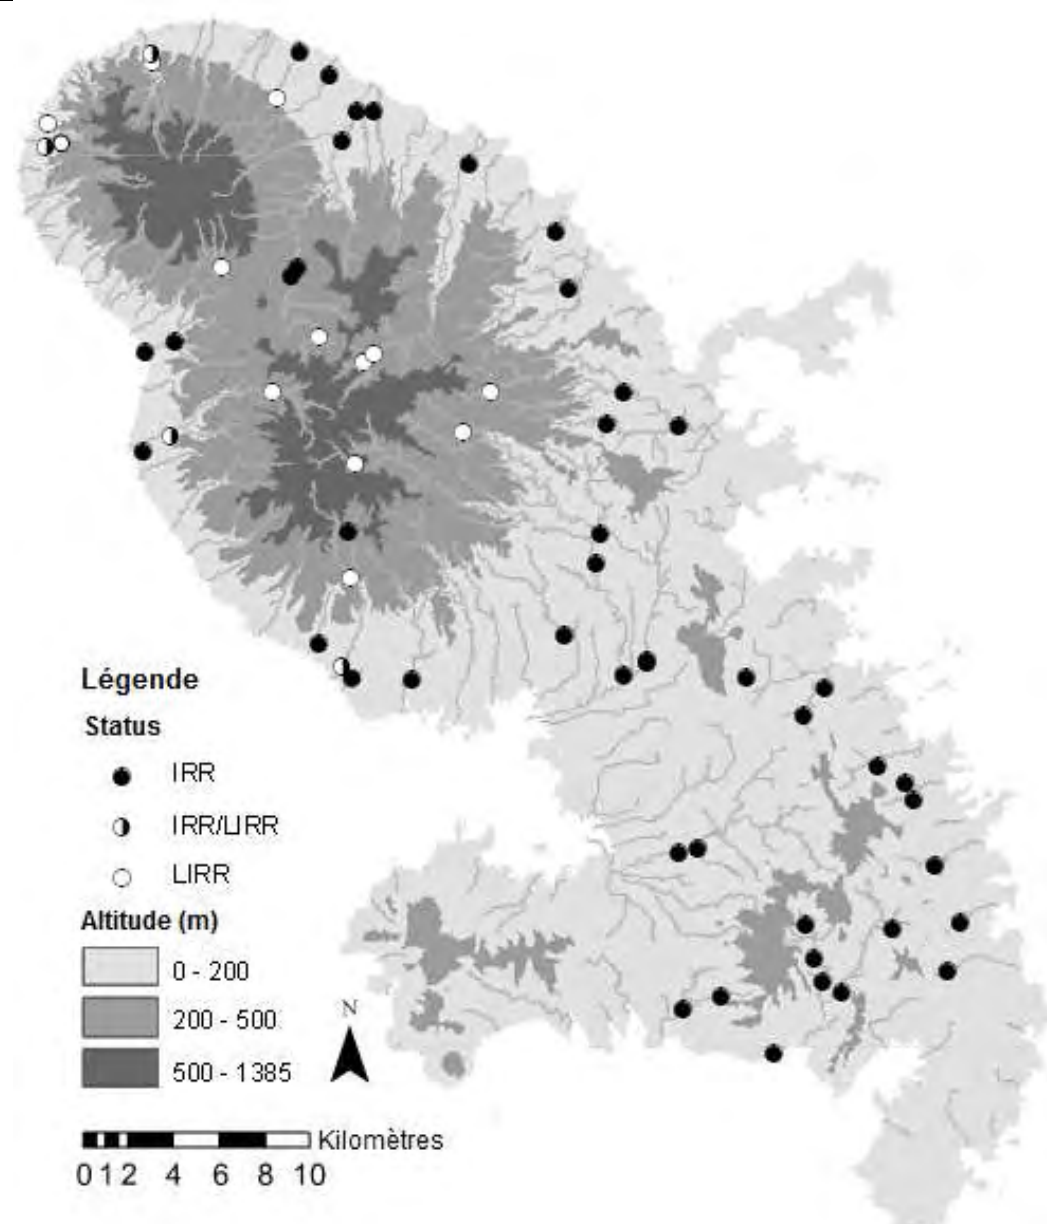 Légende
Status
IRR
IRR/LIRR
LIRR
Altitude (m)
0 - 200
200 - 500
500 - 1385
N
Kilomètres
0 1 2 4 6 8 10